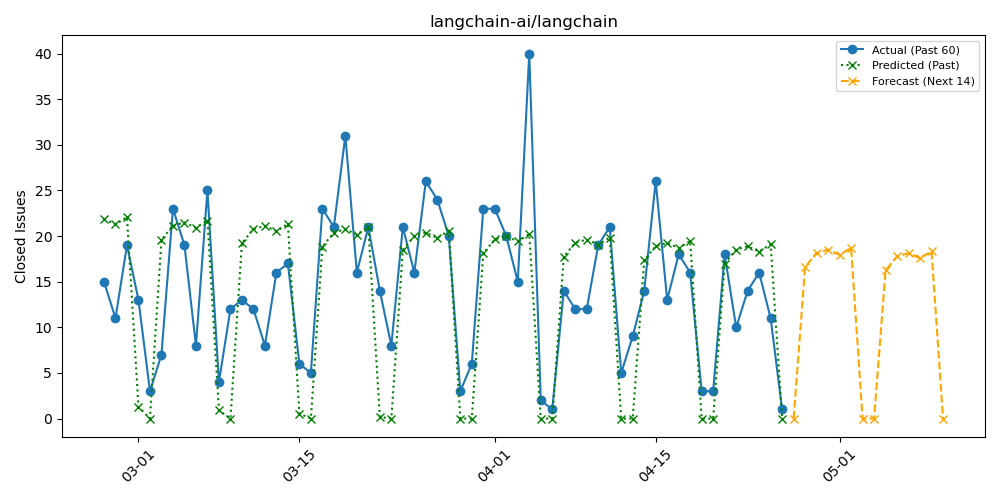 langchain-ai/langchain
Actual (Past 60)
Predicted (Past)
Forecast (Next 14)
Closed Issues
40
35
30
25
20
15
10
5
0
03-01
03-15
04-01
04-15
05-01